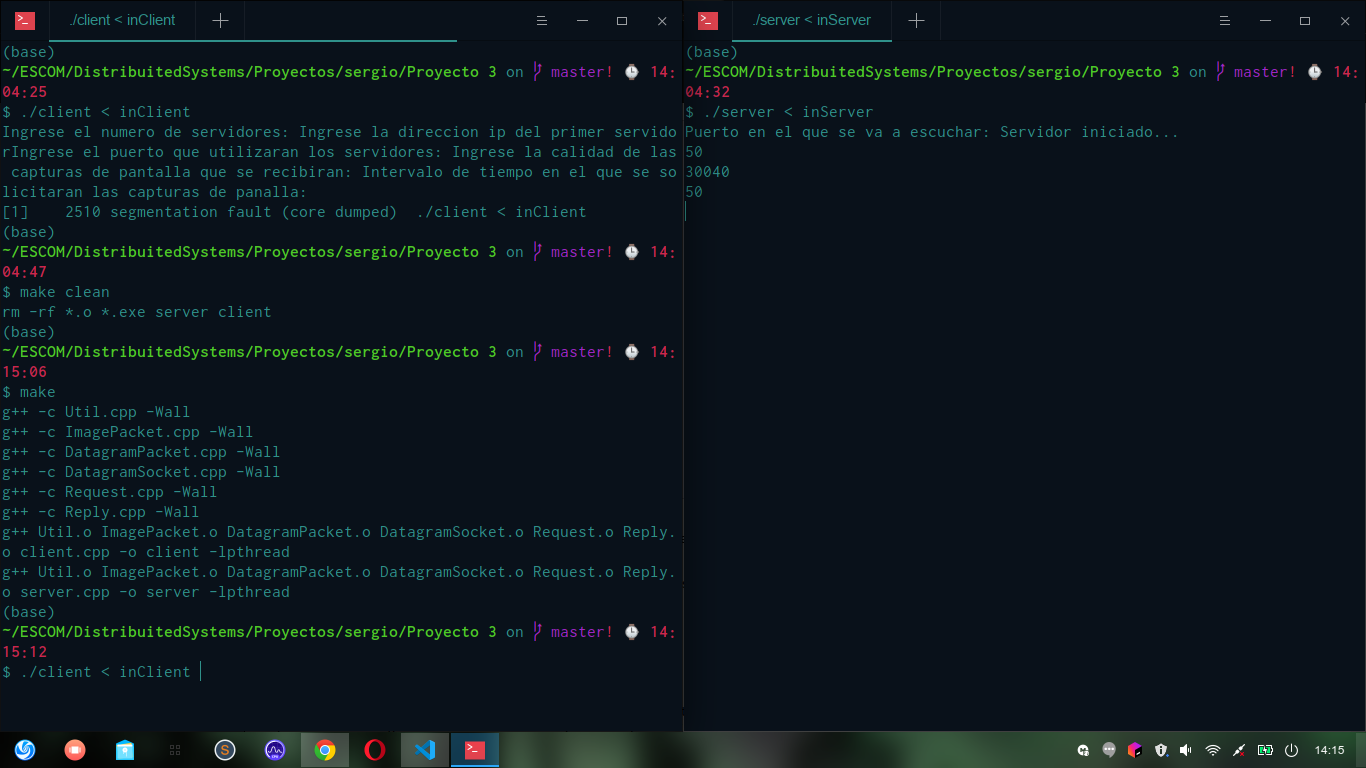 ./client < inClient
(base)
~/ESCOM/DistribuitedSystems/Proyectos/sergio/Proyecto 3 on master! 14:
04:25
$ ./client < inClient
Ingrese el numero de servidores: Ingrese la direccion ip del primer servido
rIngrese el puerto que utilizaran los servidores: Ingrese la calidad de las
capturas de pantalla que se recibiran: Intervalo de tiempo en el que se so
licitaran las capturas de panalla:
[1] 2510 segmentation fault (core dumped) ./client < inClient
(base)
~/ESCOM/DistribuitedSystems/Proyectos/sergio/Proyecto 3 on master! 14:
04:47
$ make clean
rm -rf *.o *.exe server client
(base)
~/ESCOM/DistribuitedSystems/Proyectos/sergio/Proyecto 3 on master! 14:
15:06
$ make
g++ -c Util.cpp -Wall
g++ -c ImagePacket.cpp -Wall
g++ -c DatagramPacket.cpp -Wall
g++ -c DatagramSocket.cpp -Wall
g++ -c Request.cpp -Wall
g++ -c Reply.cpp -Wall
g++ Util.o ImagePacket.o DatagramPacket.o DatagramSocket.o Request.o Reply.
o client.cpp -o client -lpthread
g++ Util.o ImagePacket.o DatagramPacket.o DatagramSocket.o Request.o Reply.
o server.cpp -o server -lpthread
(base)
~/ESCOM/DistribuitedSystems/Proyectos/sergio/Proyecto 3 on master! 14:
15:12
$ ./client < inClient
./server < inServer
(base)
~/ESCOM/DistribuitedSystems/Proyectos/sergio/Proyecto 3 on master! 14:
04:32
$ ./server < inServer
Puerto en el que se va a escuchar: Servidor iniciado...
50
30040
50
14:15